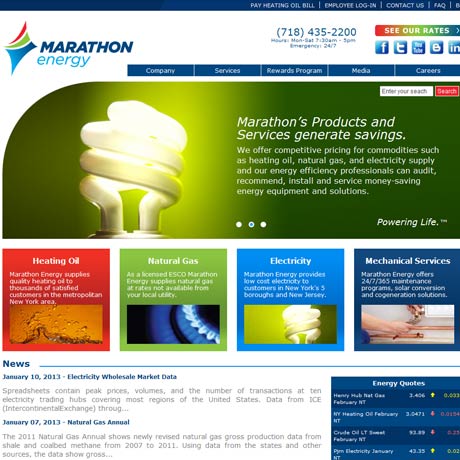 PAY HEATING OIL BILL | EMPLOYEE LOG-IN | CONTACT US | FAQ |
MARATHON
energy
(718) 435-2200
Hours: Mon-Sat 7:30am - 5pm
Emergency: 24/7
SEE OUR RATES
Company Services Rewards Program Media Careers
Enter your seach Search
Marathon's Products and
Services generate savings.
We offer competitive pricing for commodities such
as heating oil, natural gas, and electricity supply
and our energy efficiency professionals can audit,
recommend, install and service money-saving
energy equipment and solutions.
Powering Life.™
Heating Oil
Marathon Energy supplies
quality heating oil to
thousands of satisfied
customers in the metropolitan
New York area.
Natural Gas
As a licensed ESCO Marathon
Energy supplies natural gas
at rates not available from
your local utility.
Electricity
Marathon Energy provides
low cost electricity to
customers in New York's 5
boroughs and New Jersey.
Mechanical Services
Marathon Energy offers
24/7/365 maintenance
programs, solar conversion
and cogeneration solutions.
News
January 10, 2013 - Electricity Wholesale Market Data
Spreadsheets contain peak prices, volumes, and the number of transactions at ten
electricity trading hubs covering most regions of the United States. Data from ICE
(IntercontinentalExchange) throug...
January 07, 2013 - Natural Gas Annual
The 2011 Natural Gas Annual shows newly revised natural gas gross production data from
shale and coalbed methane from 2007 to 2011. Using data from the states and other
sources, the data show gross...
Energy Quotes
Henry Hub Nat Gas 3.406 0.033
February NT
NY Heating Oil February 3.0471 0.0154
NT
Crude Oil LT Sweet 93.89 0.25
February NT
Ppm Electricity January 43.35
NT